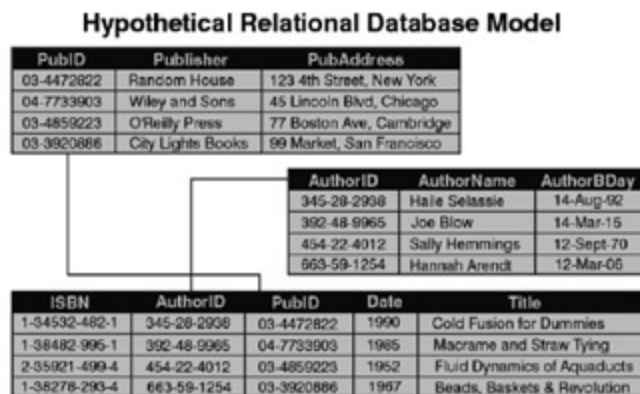 Hypothetical Relational Database Model
PubID Publisher PubAddress
03-4472822 Random House 123 4th Street, New York
04-7733903 Wiley and Sons 45 Lincoln Blvd, Chicago
03-4859223 O'Reilly Press 77 Boston Ave, Cambridge
03-3920886 City Lights Books 99 Market, San Francisco
AuthorID AuthorName AuthorBDay
345-28-2938 Haile Selassie 14-Aug-92
392-48-9965 Joe Blow 14-Mar-15
454-22-4012 Sally Hemmings 12-Sept-70
663-59-1254 Hannah Arendt 12-Mar-06
ISBN AuthorID PubID Date Title
1-34532-482-1 345-28-2938 03-4472822 1990 Cold Fusion for Dummies
1-38482-995-1 392-48-9965 04-7733903 1985 Macrame and Straw Tying
2-35921-499-4 454-22-4012 03-4859223 1952 Fluid Dynamics of Aquaducts
1-38278-293-4 663-59-1254 03-3920886 1967 Beads, Baskets & Revolution